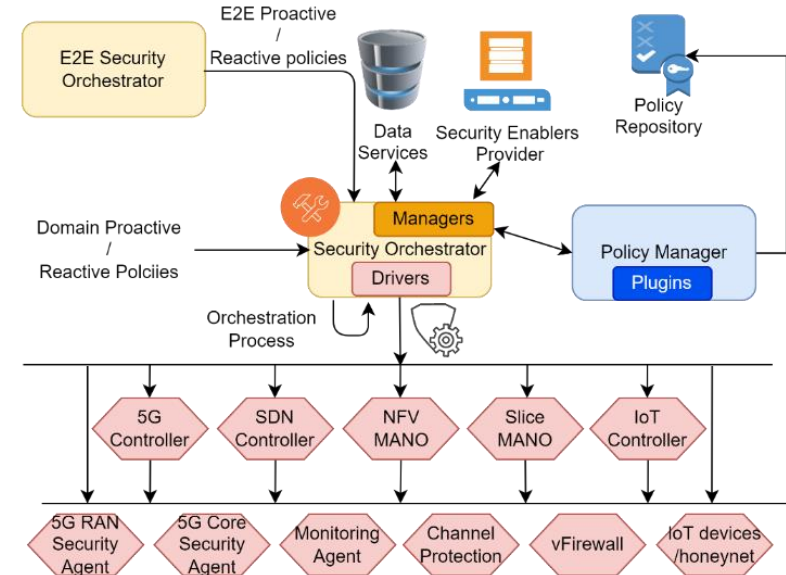 E2E Proactive
/
Reactive policies
E2E Security
Orchestrator
Data
Services
Security Enablers
Provider
Policy
Repository
Domain Proactive
/
Reactive Polciies
Managers
Security Orchestrator
Drivers
Policy Manager
Plugins
Orchestration
Process
5G
Controller
SDN
Controller
NFV
MANO
Slice
MANO
IoT
Controller
5G RAN
Security
Agent
5G Core
Security
Agent
Monitoring
Agent
Channel
Protection
vFirewall
IoT devices
/honeynet